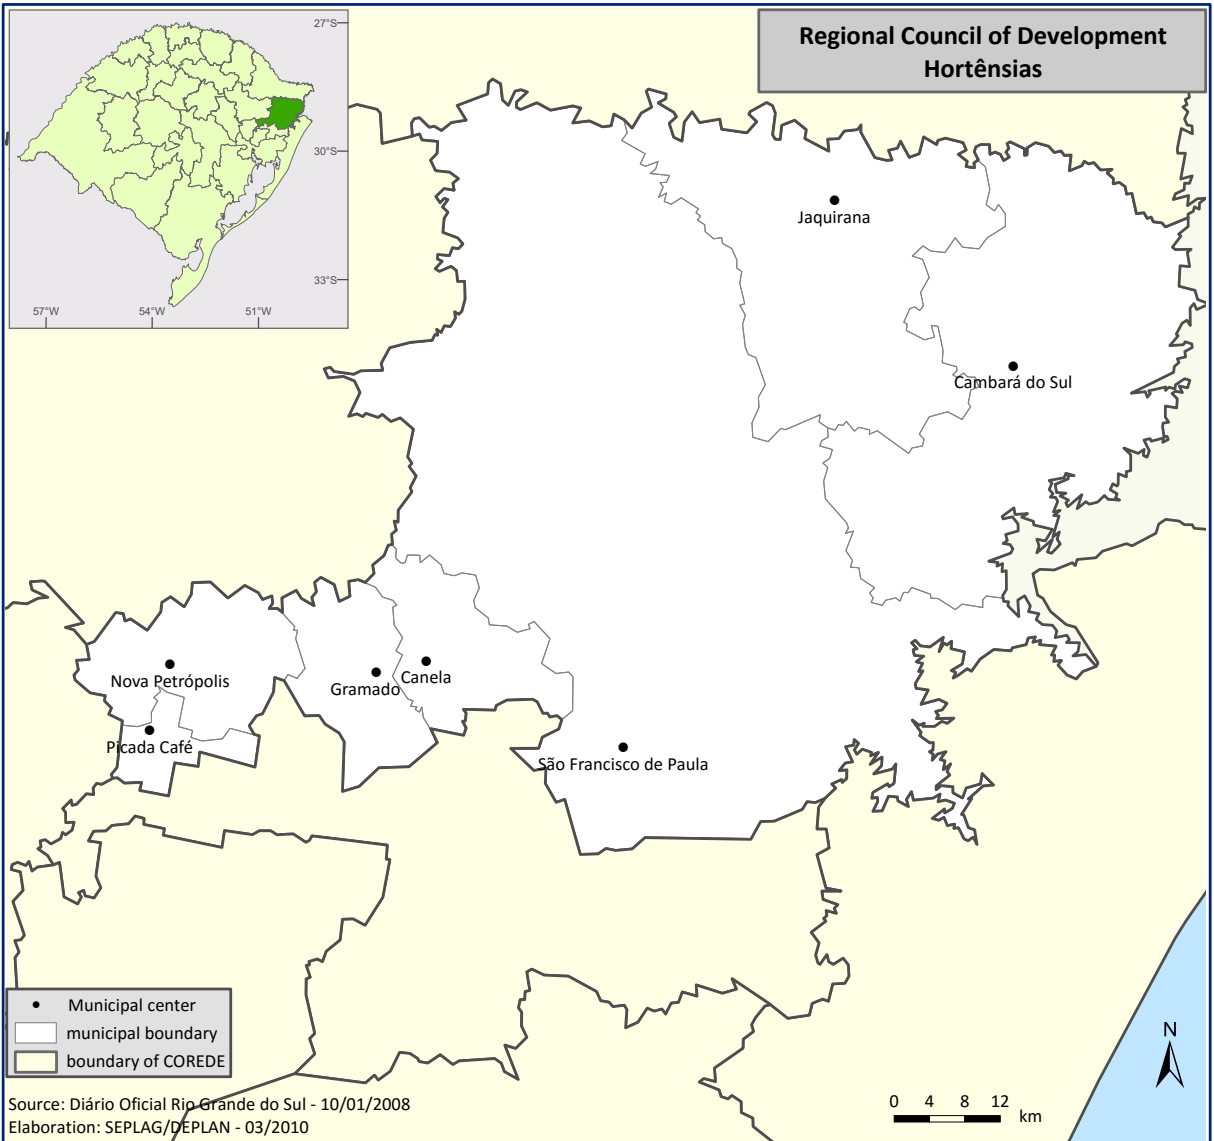 Regional Council of Development
Hortênsias
27°S
30°S
33°S
57°W
54°W
51°W
Jaquirana
Cambará do Sul
Nova Petrópolis
Gramado
Canela
Picada Café
São Francisco de Paula
Municipal center
municipal boundary
boundary of COREDE
Source: Diário Oficial Rio Grande do Sul - 10/01/2008
Elaboration: SEPLAG/DEPLAN - 03/2010
0 4 8 12
km
N